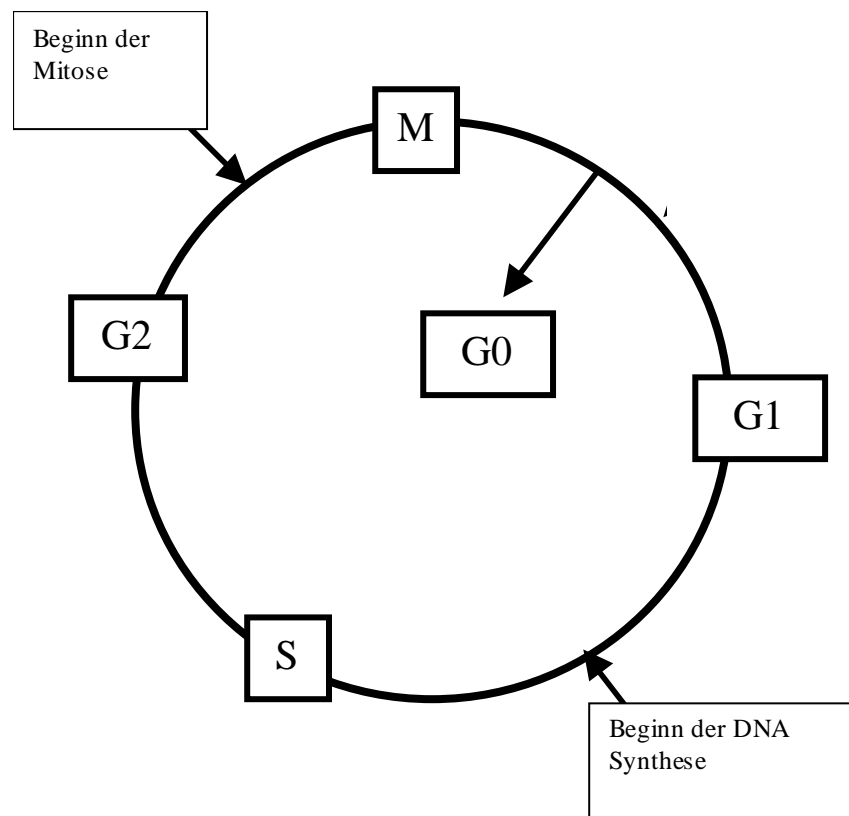 Beginn der
Mitose
M
G2
G0
G1
S
Beginn der DNA
Synthese